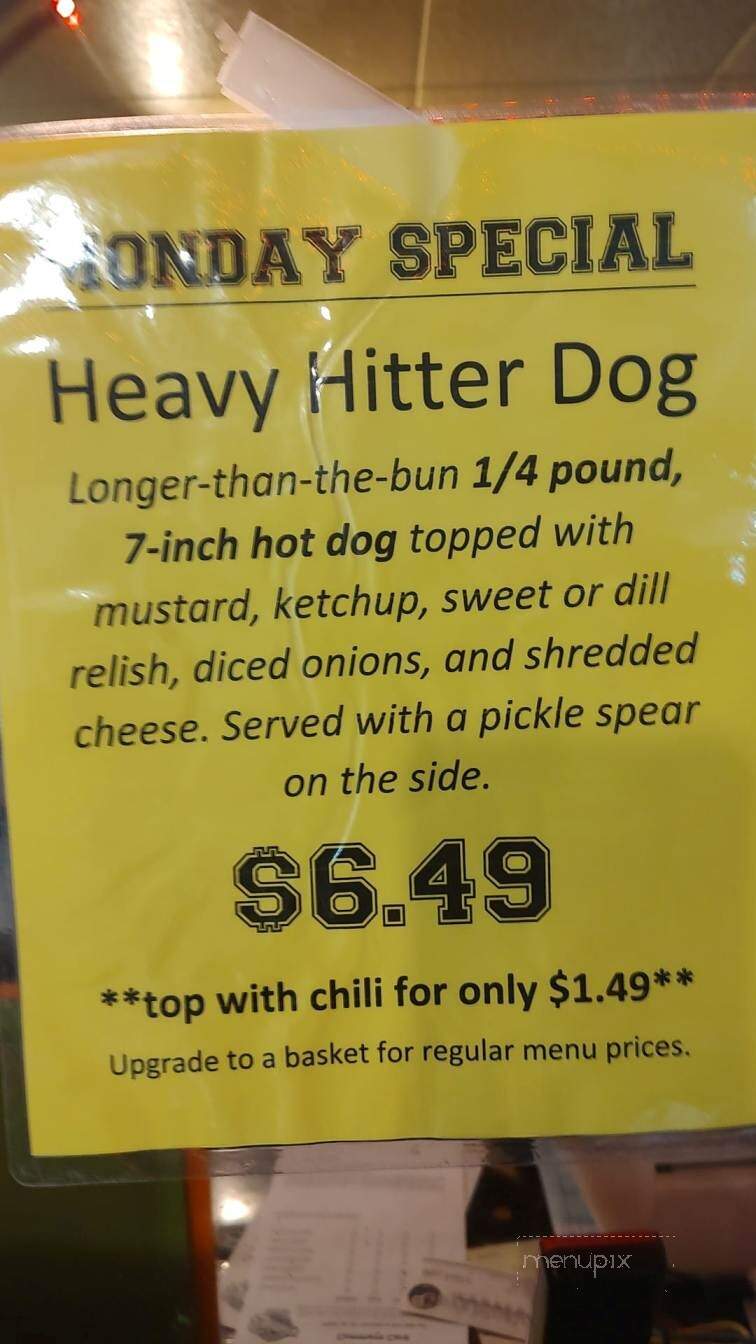 MONDAY SPECIAL
Heavy Hitter Dog
Longer-than-the-bun 1/4 pound,
7-inch hot dog topped with
mustard, ketchup, sweet or dill
relish, diced onions, and shredded
cheese. Served with a pickle spear
on the side.
$6.49
**top with chili for only $1.49**
Upgrade to a basket for regular menu prices.
menupix